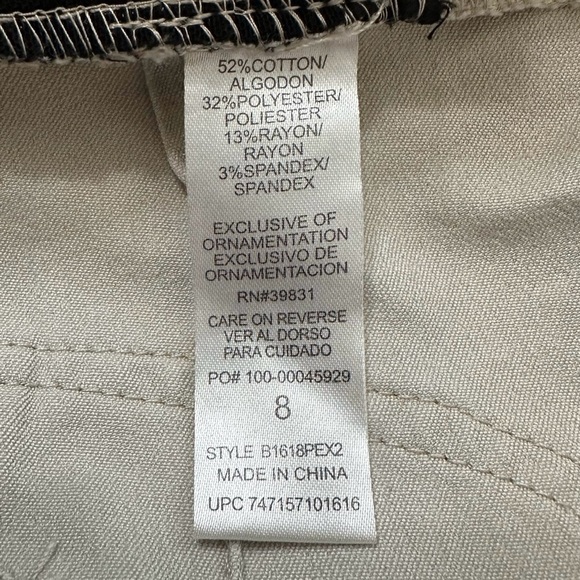 52%COTTON/
ALGODON
32%POLYESTER/
POLIESTER
13%RAYON/
RAYON
3%SPANDEX/
SPANDEX
EXCLUSIVE OF
ORNAMENTATION
EXCLUSIVO DE
ORNAMENTACION
RN#39831
CARE ON REVERSE
VER AL DORSO
PARA CUIDADO
PO# 100-00045929
8
STYLE B1618PEX2
MADE IN CHINA
UPC 747157101616